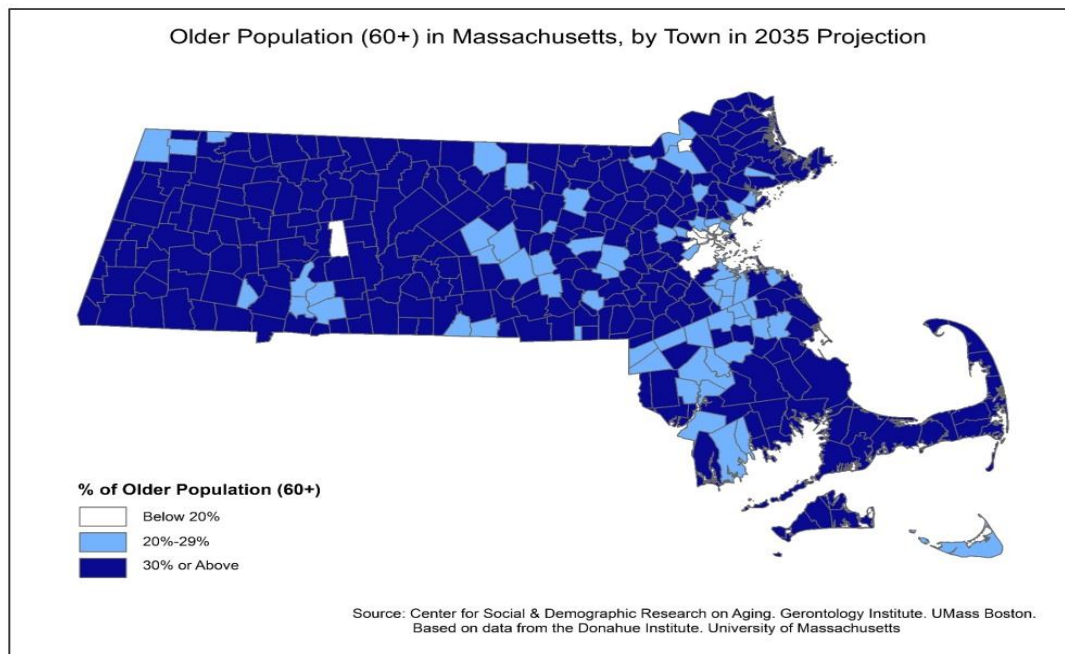 Older Population (60+) in Massachusetts, by Town in 2035 Projection
% of Older Population (60+)
Below 20%
20%-29%
30% or Above
Source: Center for Social & Demographic Research on Aging. Gerontology Institute. UMass Boston.
Based on data from the Donahue Institute. University of Massachusetts